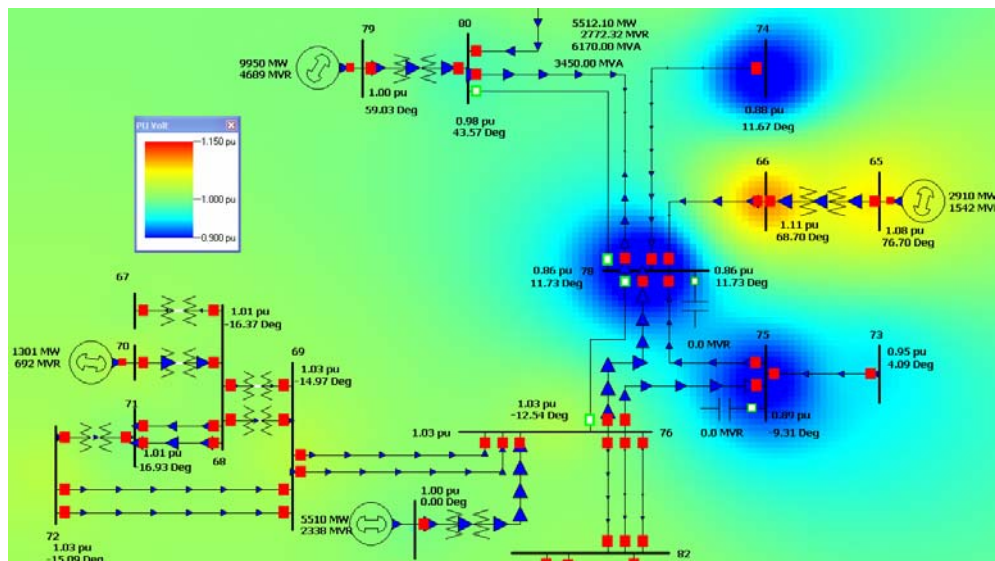 79
80
5512.10 MW
2772.32 MVR
6170.00 MVA
3450.00 MVA
74
9950 MW
4689 MVR
1.00 pu
59.03 Deg
0.98 pu
43.57 Deg
0.88 pu
11.67 Deg
PU Volt
1.150 pu
1.000 pu
0.900 pu
66
65
2910 MW
1542 MVR
1.11 pu
68.70 Deg
1.08 pu
76.70 Deg
0.86 pu
11.73 Deg
78
0.86 pu
11.73 Deg
67
1.01 pu
-16.37 Deg
0.0 MVR
75
73
0.95 pu
4.09 Deg
70
1301 MW
692 MVR
69
1.03 pu
-14.97 Deg
71
1.03 pu
-12.54 Deg
0.0 MVR
0.89 pu
-9.31 Deg
1.03 pu
76
1.01 pu
-16.93 Deg
68
1.00 pu
0.00 Deg
5510 MW
2338 MVR
72
1.03 pu
-15.09 Deg
82